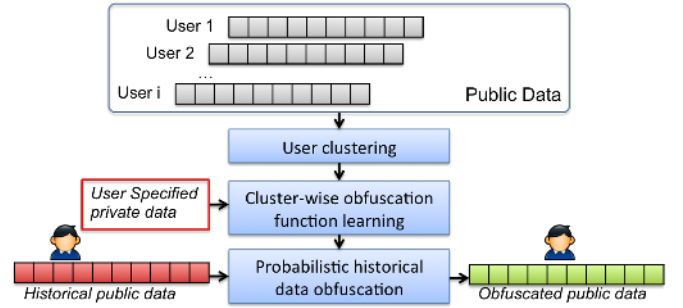 User 1
User 2
...
User i
Public Data
User clustering
User Specified
private data
Cluster-wise obfuscation
function learning
Probabilistic historical
data obfuscation
Historical public data
Obfuscated public data